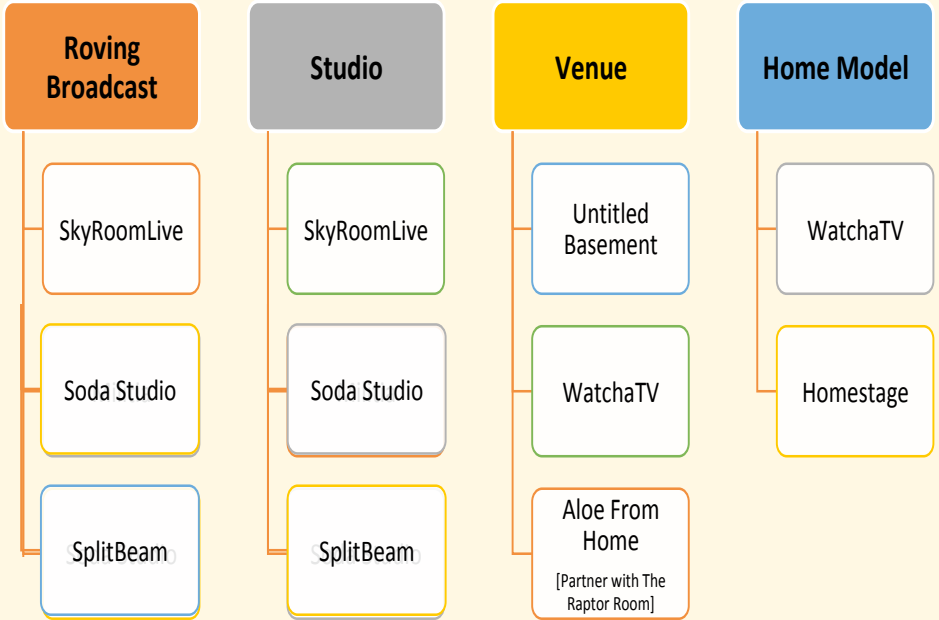 Roving
Broadcast
SkyRoomLive
Soda Studio
SplitBeam
Studio
SkyRoomLive
Soda Studio
SplitBeam
Venue
Untitled
Basement
WatchaTV
Aloe From
Home
[Partner with The
Raptor Room]
Home Model
WatchaTV
Homestage